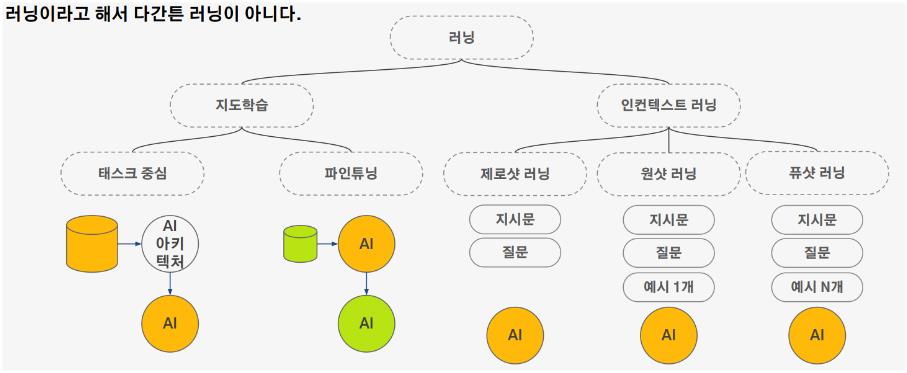 러닝이라고 해서 다간튼 러닝이 아니다.
러닝
지도학습
인컨텍스트 러닝
태스크 중심
파인튜닝
제로샷 러닝
원샷 러닝
퓨샷 러닝
AI
아키
텍처
AI
AI
AI
지시문
질문
AI
지시문
질문
예시 1개
AI
지시문
질문
예시 N개
AI